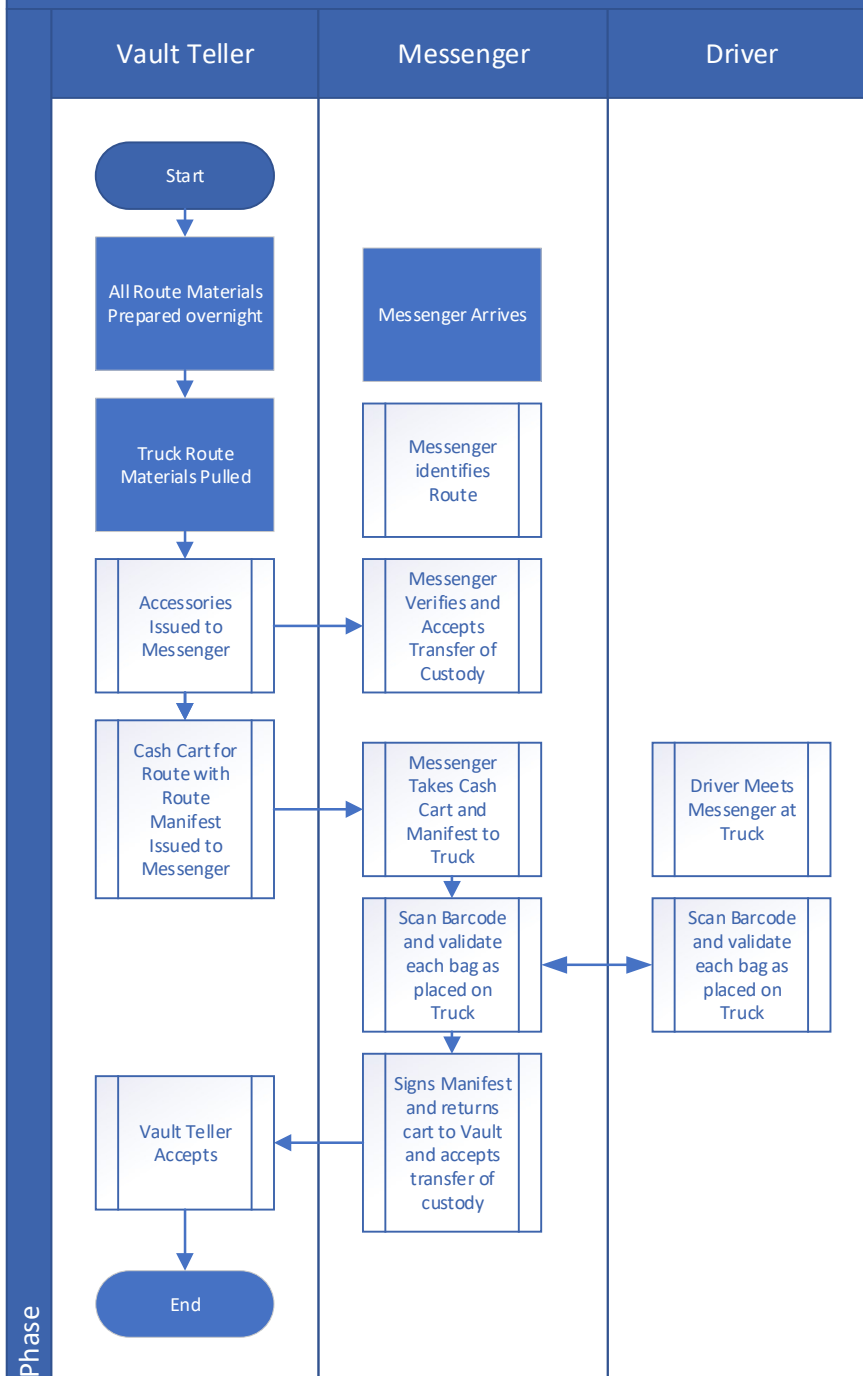 Vault Teller
Messenger
Driver
Start
All Route Materials
Prepared overnight
Messenger Arrives
Truck Route
Materials Pulled
Messenger
identifies
Route
Accessories
Issued to
Messenger
Messenger
Verifies and
Accepts
Transfer of
Custody
Cash Cart for
Route with
Route
Manifest
Issued to
Messenger
Messenger
Takes Cash
Cart and
Manifest to
Truck
Driver Meets
Messenger at
Truck
Scan Barcode
and validate
each bag as
placed on
Truck
Scan Barcode
and validate
each bag as
placed on
Truck
Signs Manifest
and returns
cart to Vault
and accepts
transfer of
custody
Vault Teller
Accepts
End
Phase